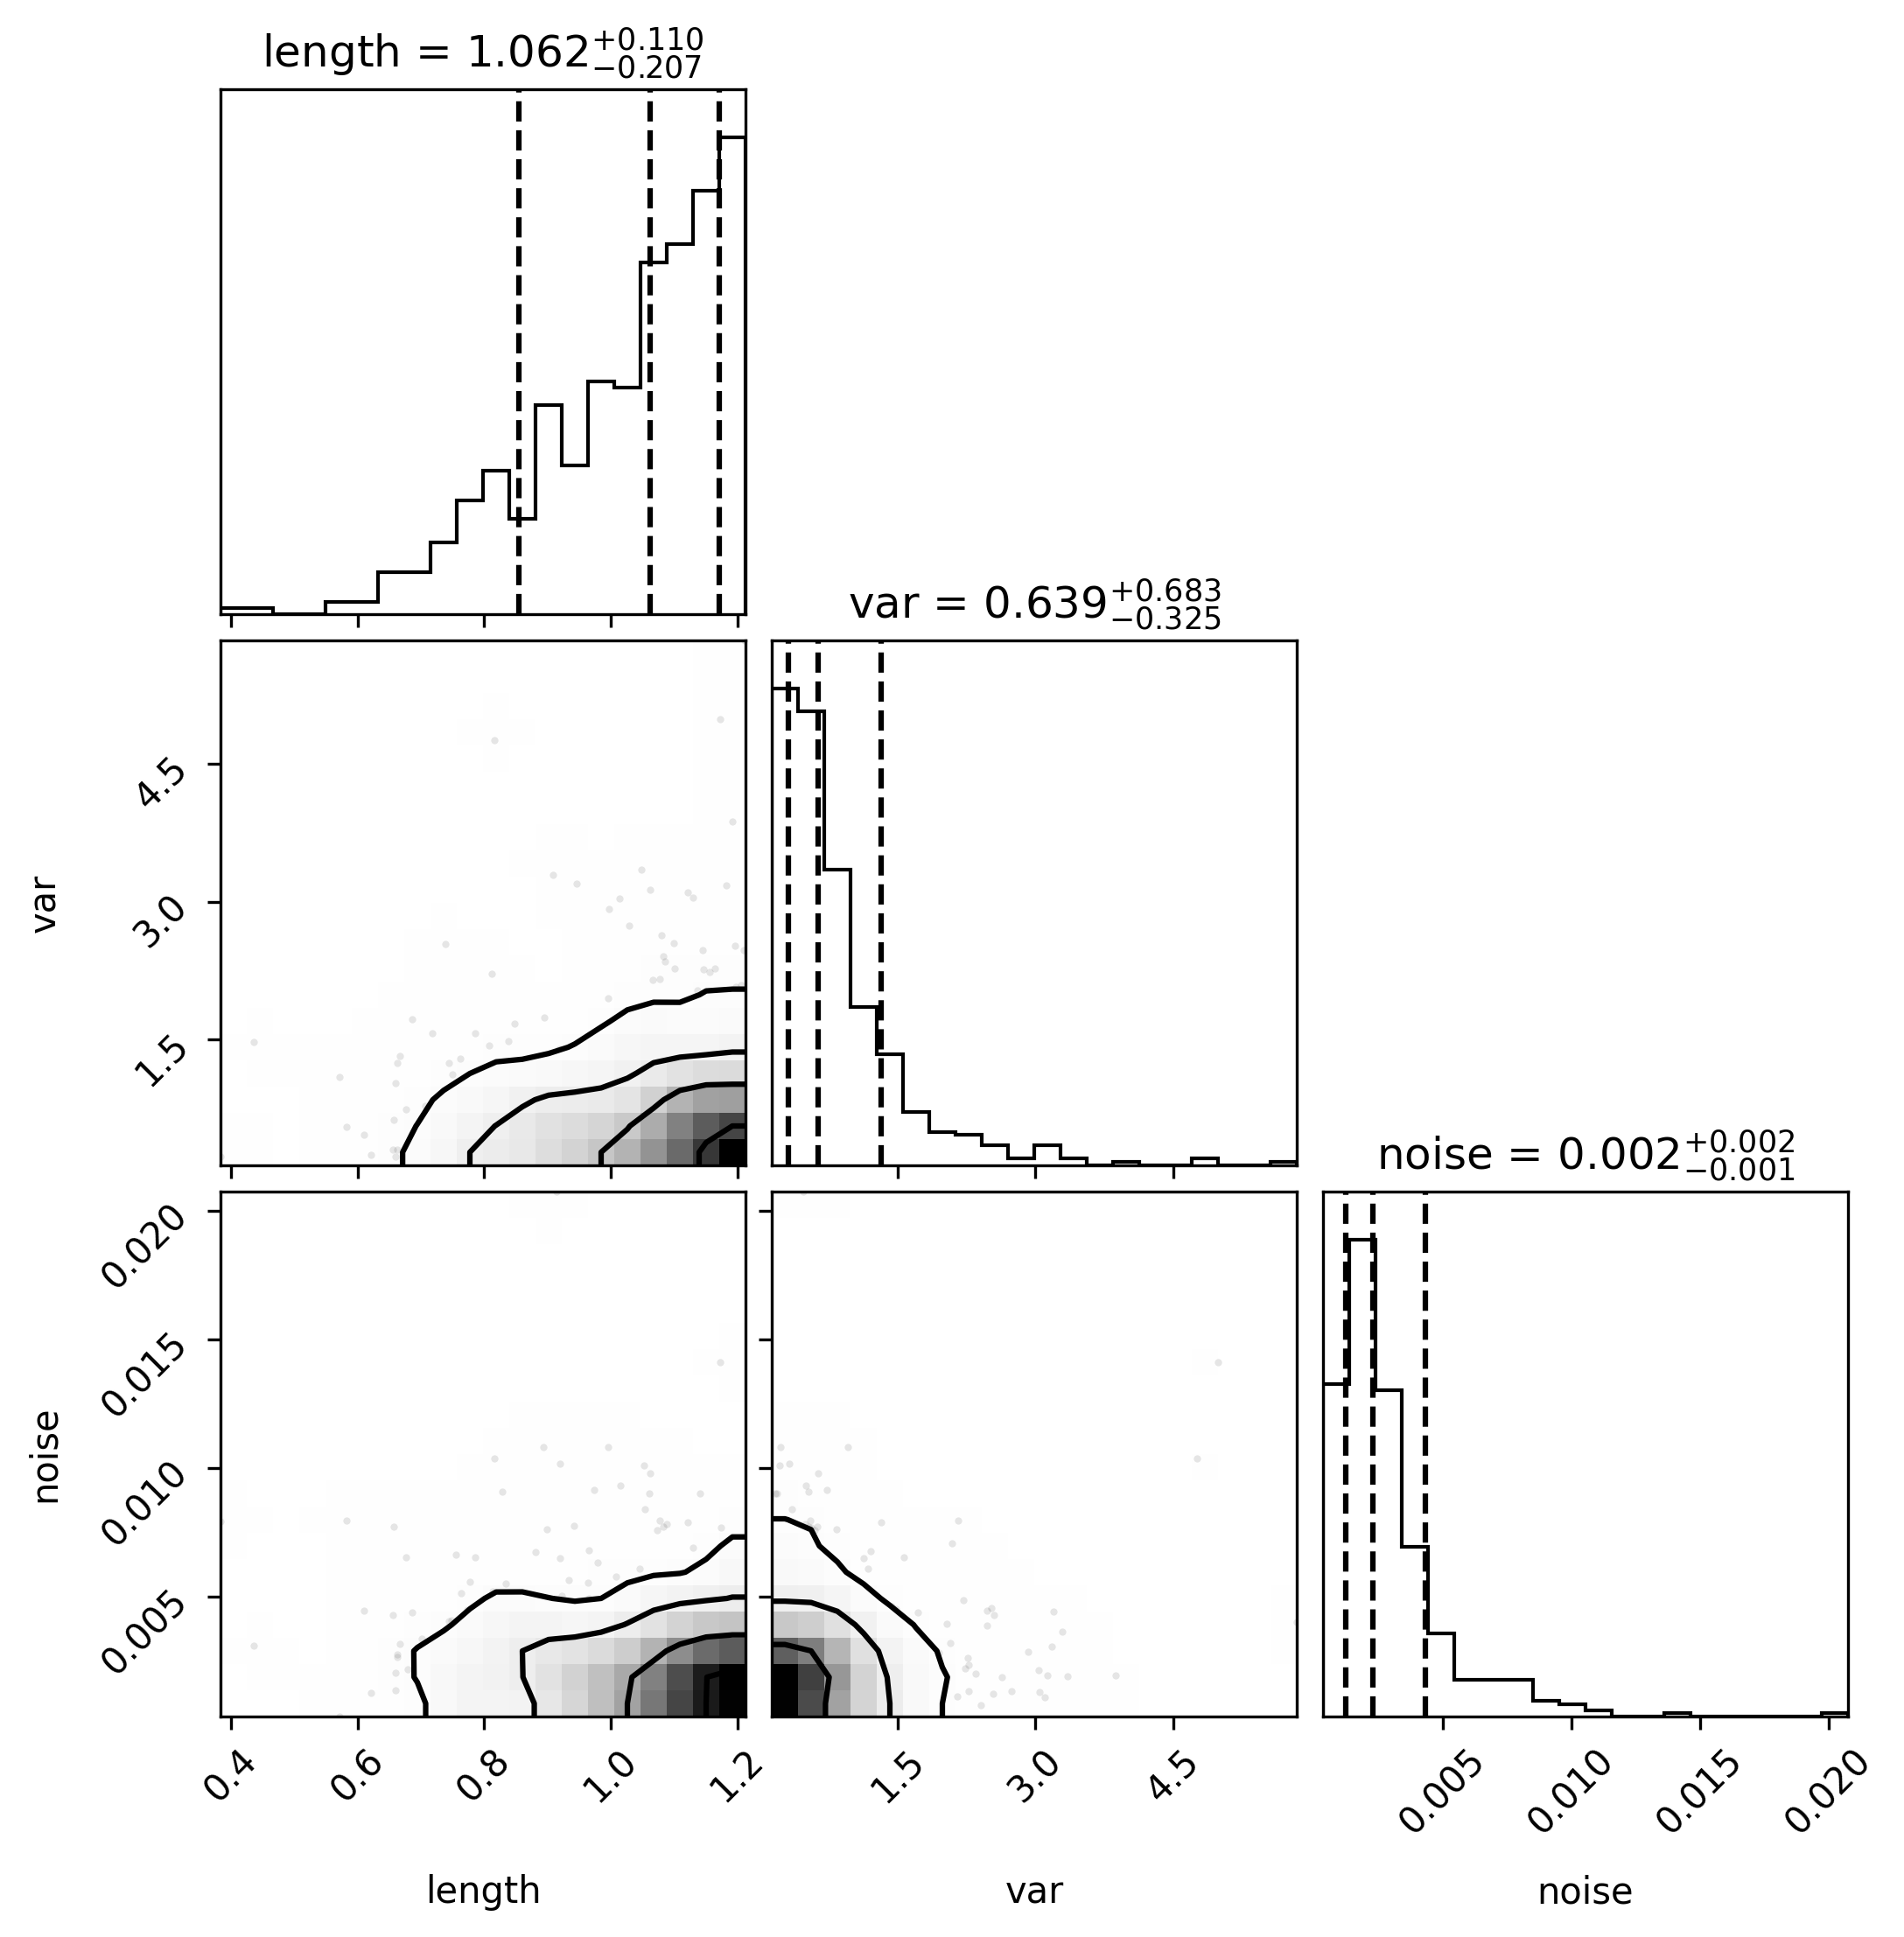 length = 1.062+0.110−0.207
var = 0.639+0.683−0.325
4.5
3.0
1.5
var
noise = 0.002+0.002−0.001
0.020
0.015
0.010
0.005
noise
0.4 0.6 0.8 1.0 1.2 1.5 3.0 4.5 0.005 0.010 0.015 0.020
length var noise